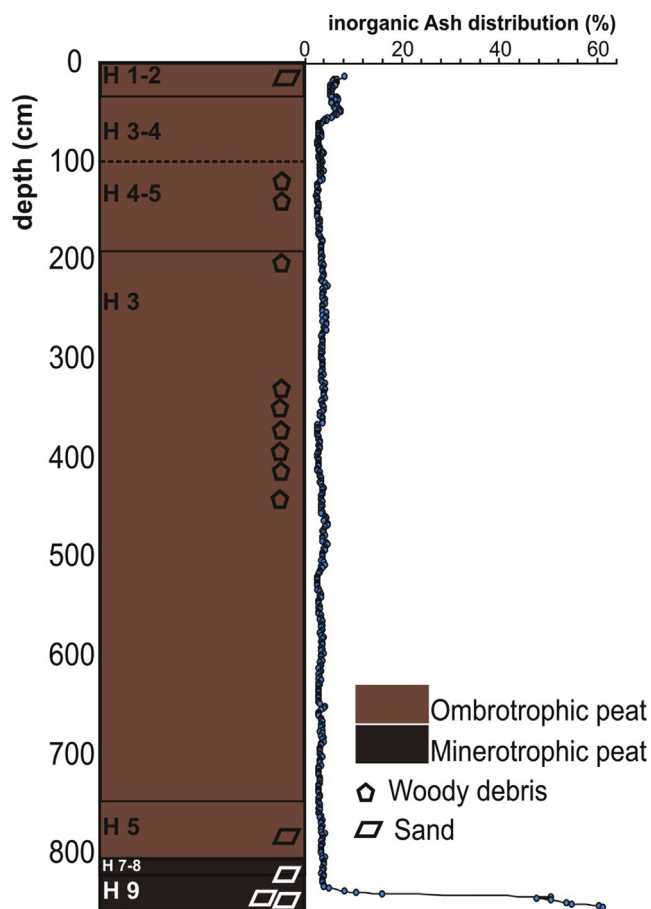 inorganic Ash distribution (%)
0 20 40 60
depth (cm)
0
100
200
300
400
500
600
700
800
H 1-2
H 3-4
H 4-5
H 3
H 5
H 7-8
H 9
Ombrotrophic peat
Minerotrophic peat
Woody debris
Sand